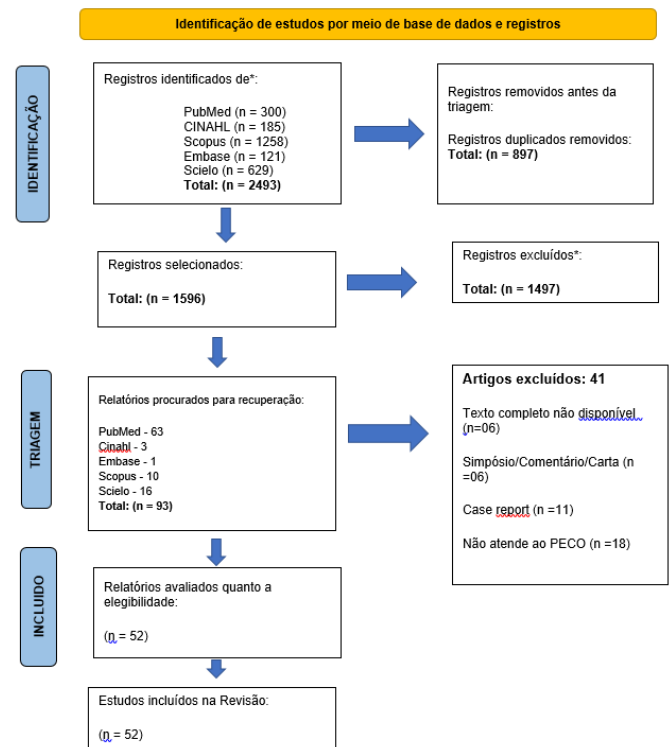 Identificação de estudos por meio de base de dados e registros
IDENTIFICAÇÃO
Registros identificados de*:
PubMed (n = 300)
CINAHL (n = 185)
Scopus (n = 1258)
Embase (n = 121)
Scielo (n = 629)
Total: (n = 2493)
Registros removidos antes da
triagem:
Registros duplicados removidos:
Total: (n = 897)
Registros selecionados:
Total: (n = 1596)
Registros excluídos*:
Total: (n = 1497)
TRIAGEM
Relatórios procurados para recuperação:
PubMed - 63
Cinahl - 3
Embase - 1
Scopus - 10
Scielo - 16
Total: (n = 93)
Artigos excluídos: 41
Texto completo não disponível
(n=06)
Simpósio/Comentário/Carta (n
=06)
Case report (n =11)
Não atende ao PECO (n =18)
INCLUIDO
Relatórios avaliados quanto a
elegibilidade:
(n = 52)
Estudos incluídos na Revisão:
(n = 52)